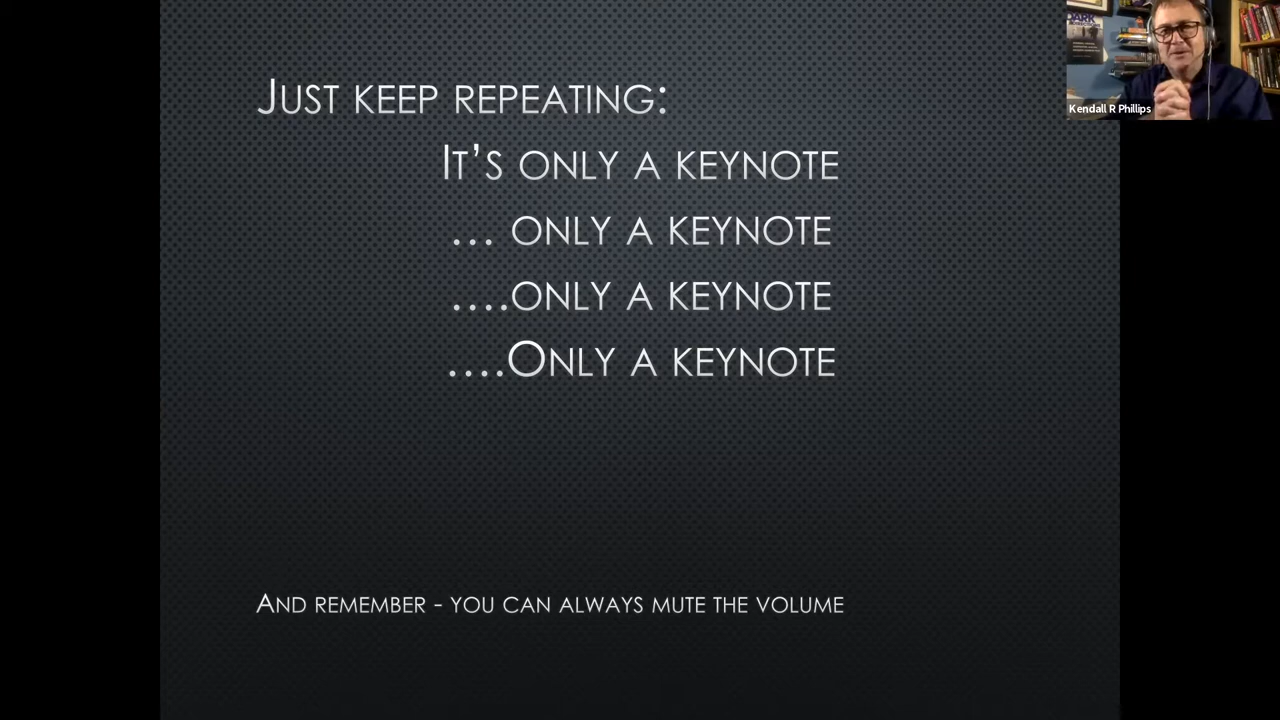 Just keep repeating:
It's only a keynote
... only a keynote
....only a keynote
....Only a keynote
And remember - you can always mute the volume
Kendall R Phillips
DARK